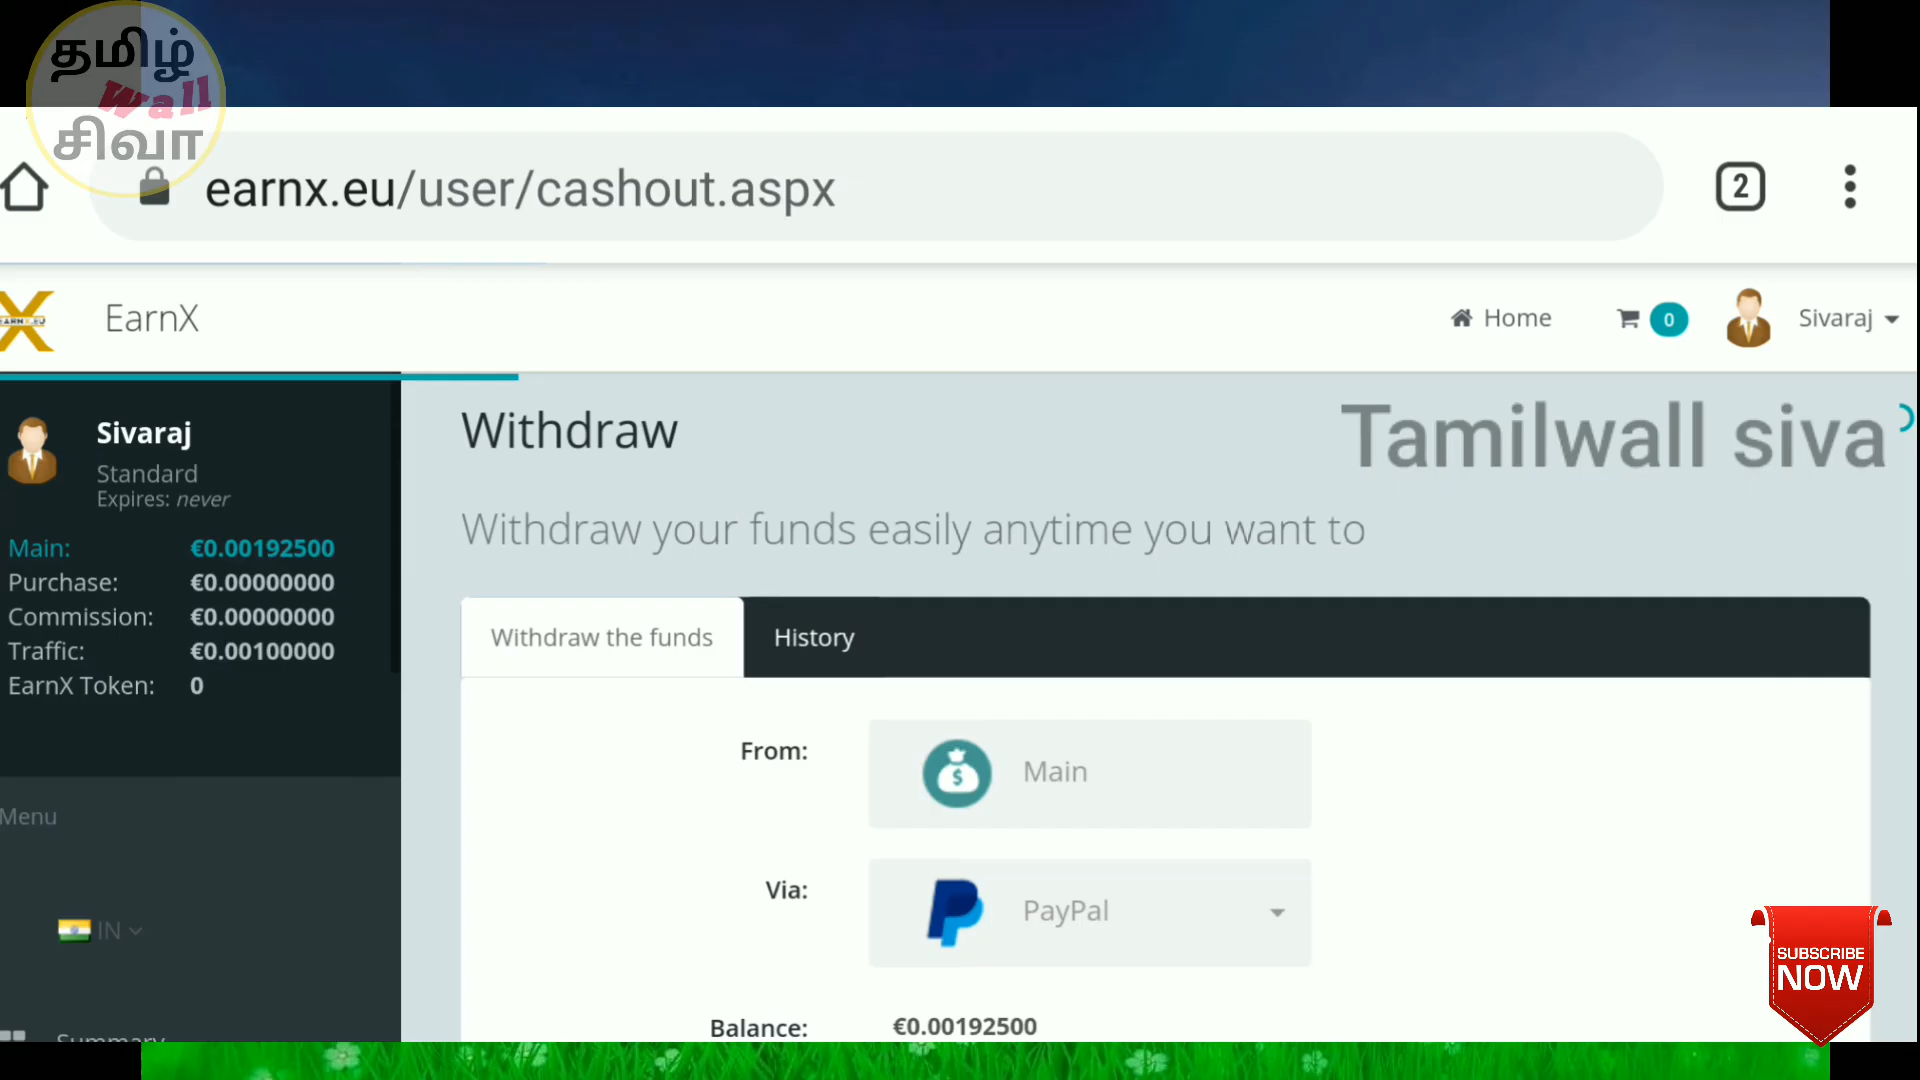 தமிழ்
wall
சிவா
earnx.eu/user/cashout.aspx
2
EARNX.EU
EarnX
Home
0
Sivaraj
Sivaraj
Standard
Expires: never
Main: €0.00192500
Purchase: €0.00000000
Commission: €0.00000000
Traffic: €0.00100000
EarnX Token: 0
Menu
IN
Summary
Withdraw
Tamilwall siva
Withdraw your funds easily anytime you want to
Withdraw the funds
History
From: Main
Via: PayPal
Balance: €0.00192500
SUBSCRIBE
NOW